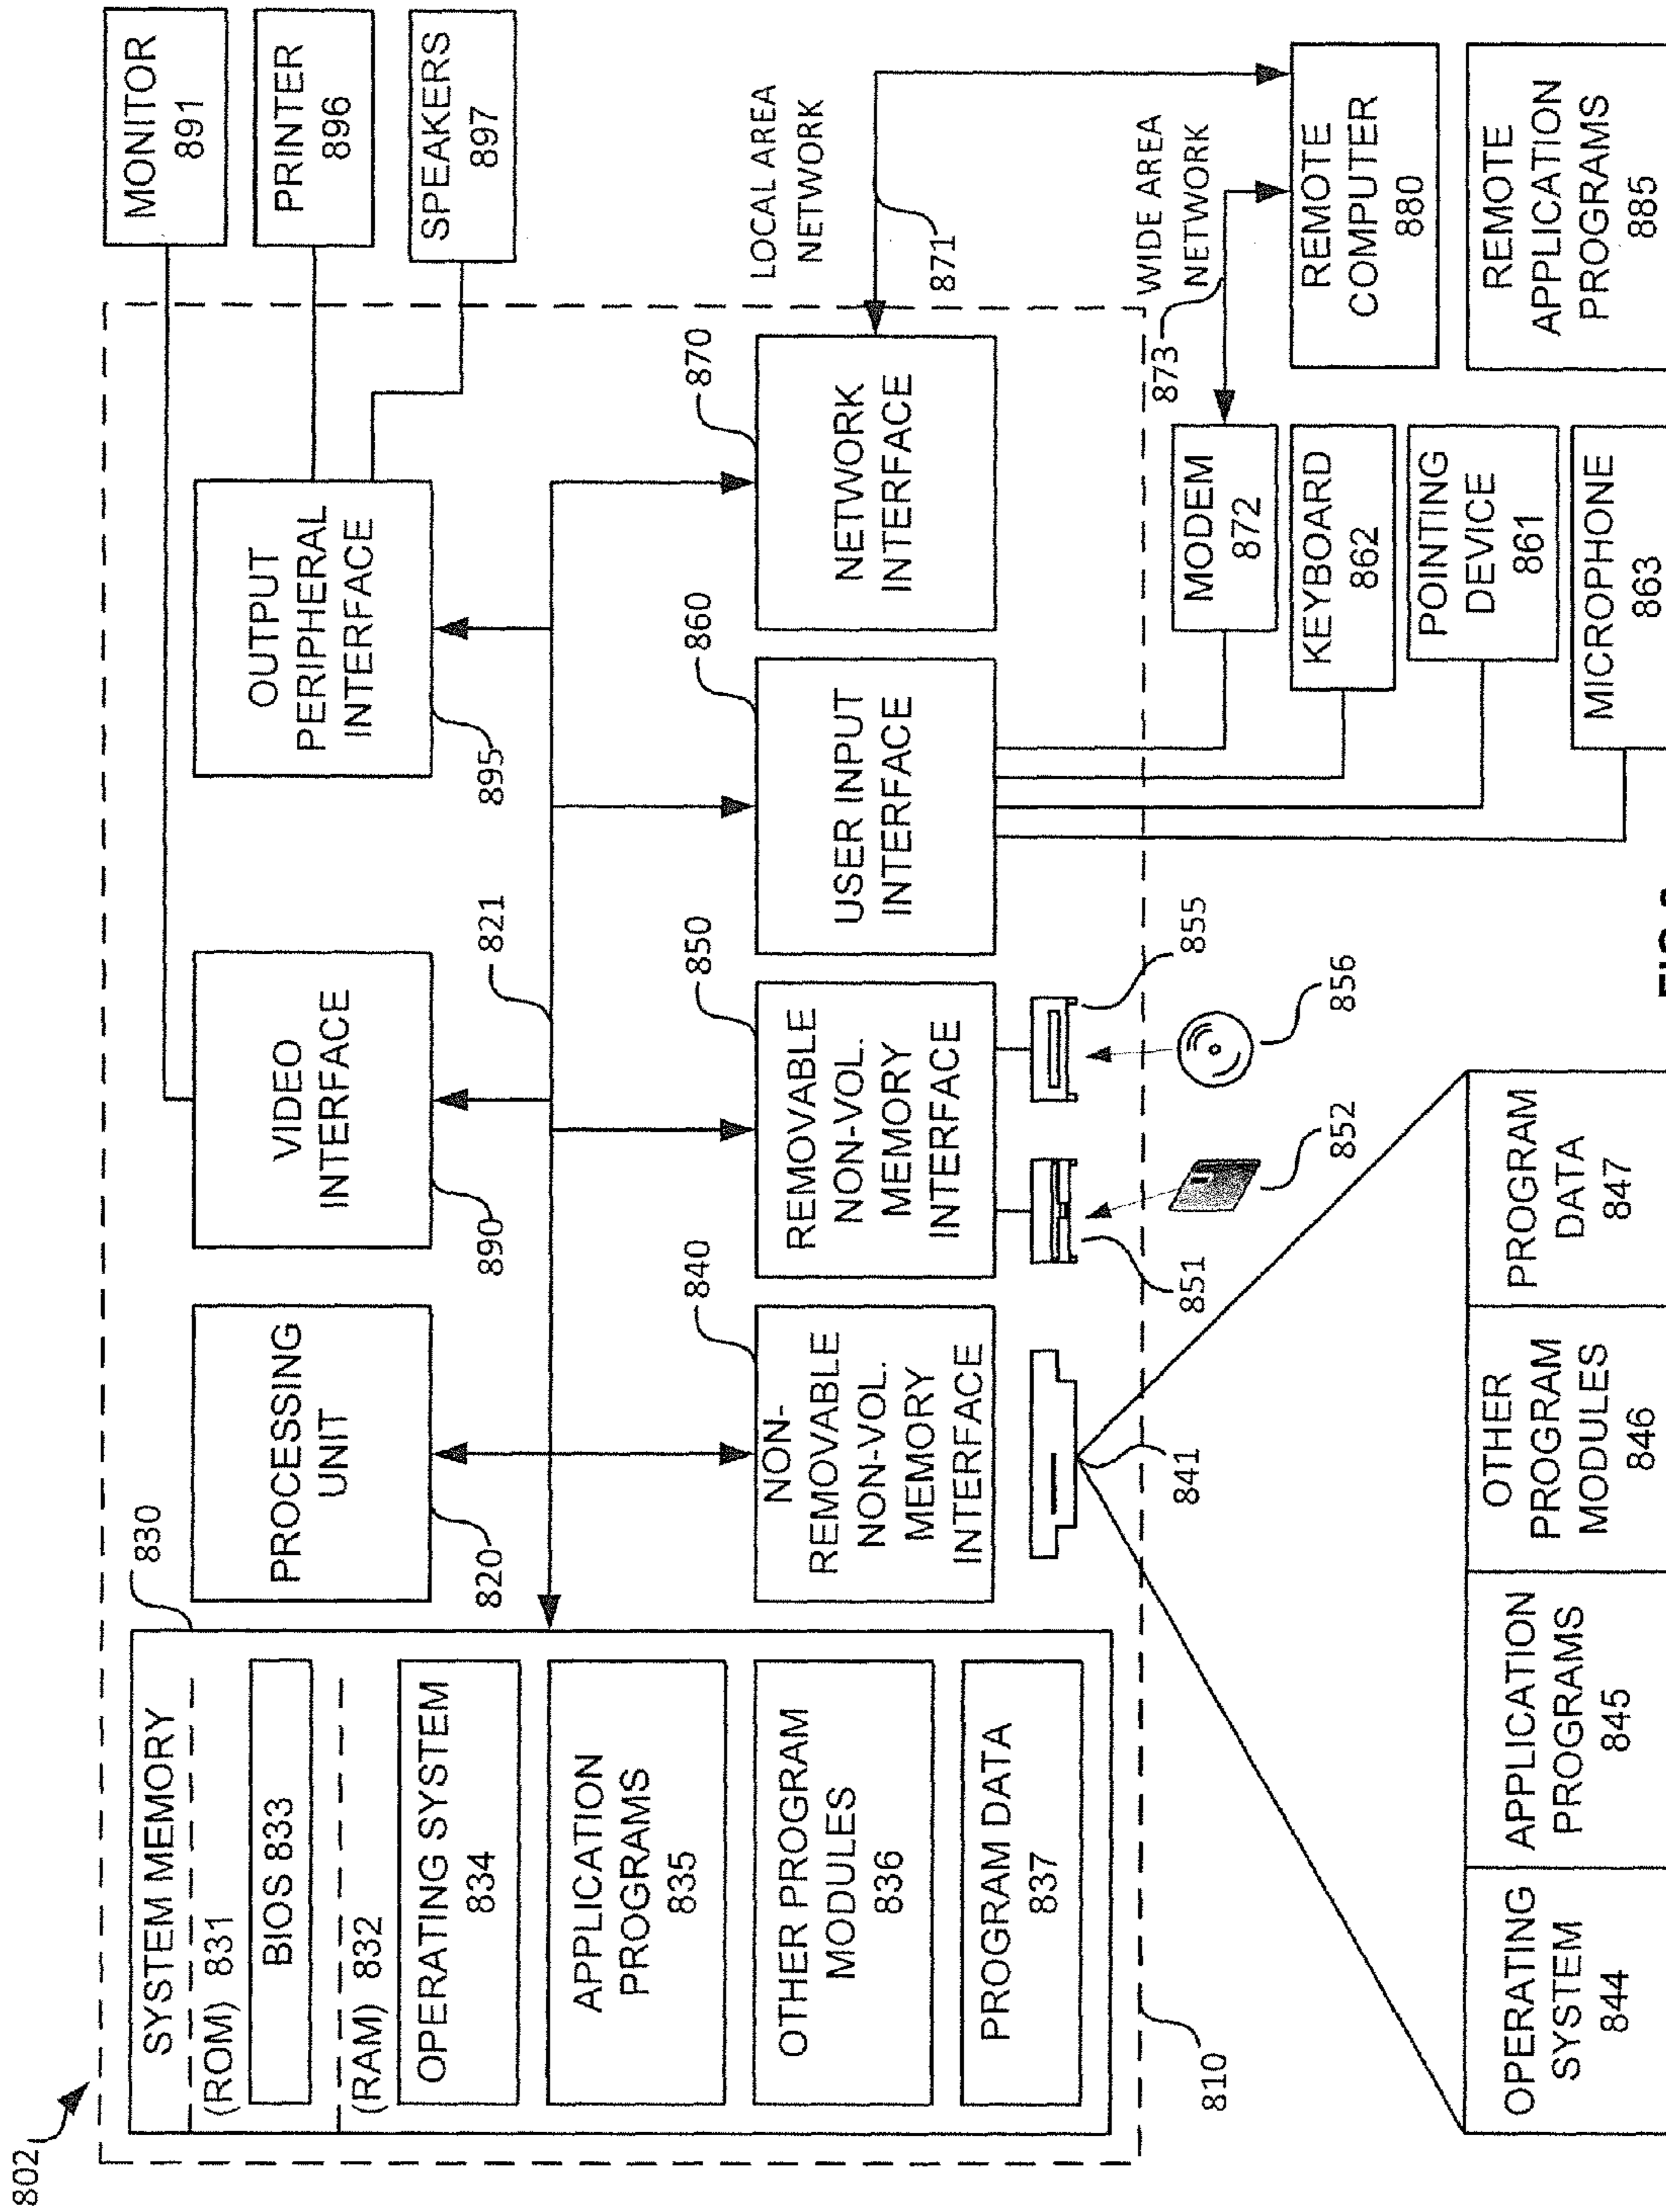 802
SYSTEM MEMORY
(ROM) 831
BIOS 833
(RAM) 832
OPERATING SYSTEM
834
APPLICATION
PROGRAMS
835
OTHER PROGRAM
MODULES
836
PROGRAM DATA
837
830
PROCESSING
UNIT
820
VIDEO
INTERFACE
890
OUTPUT
PERIPHERAL
INTERFACE
895
821
MONITOR
891
PRINTER
896
SPEAKERS
897
NON-
REMOVABLE
NON-VOL.
MEMORY
INTERFACE
840
REMOVABLE
NON-VOL.
MEMORY
INTERFACE
850
USER INPUT
INTERFACE
860
NETWORK
INTERFACE
870
LOCAL AREA
NETWORK
871
810
841
851
852
855
856
WIDE AREA
NETWORK
873
MODEM
872
KEYBOARD
862
POINTING
DEVICE
861
MICROPHONE
863
REMOTE
COMPUTER
880
REMOTE
APPLICATION
PROGRAMS
885
OPERATING
SYSTEM
844
APPLICATION
PROGRAMS
845
OTHER
PROGRAM
MODULES
846
PROGRAM
DATA
847